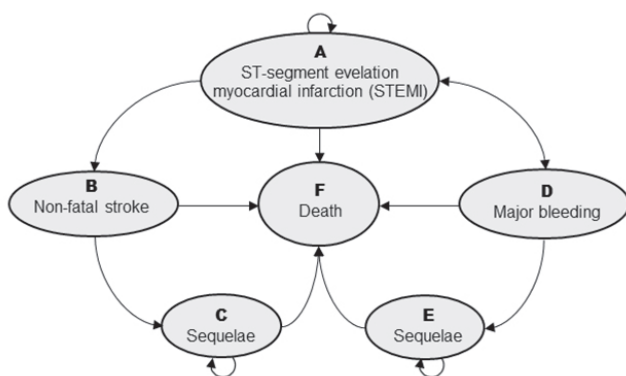 A
ST-segment evelation
myocardial infarction (STEMI)
B
Non-fatal stroke
F
Death
D
Major bleeding
C
Sequelae
E
Sequelae